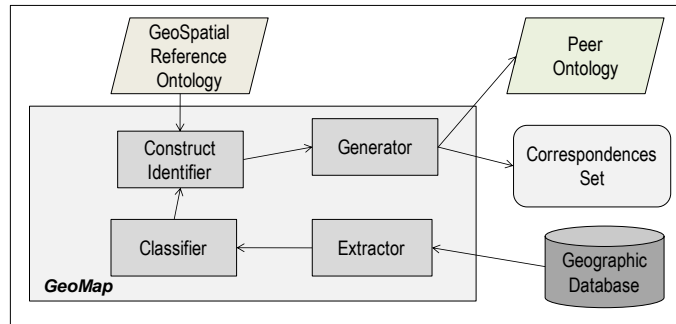 GeoSpatial
Reference
Ontology
Peer
Ontology
Construct
Identifier
Generator
Correspondences
Set
Classifier
Extractor
Geographic
Database
GeoMap